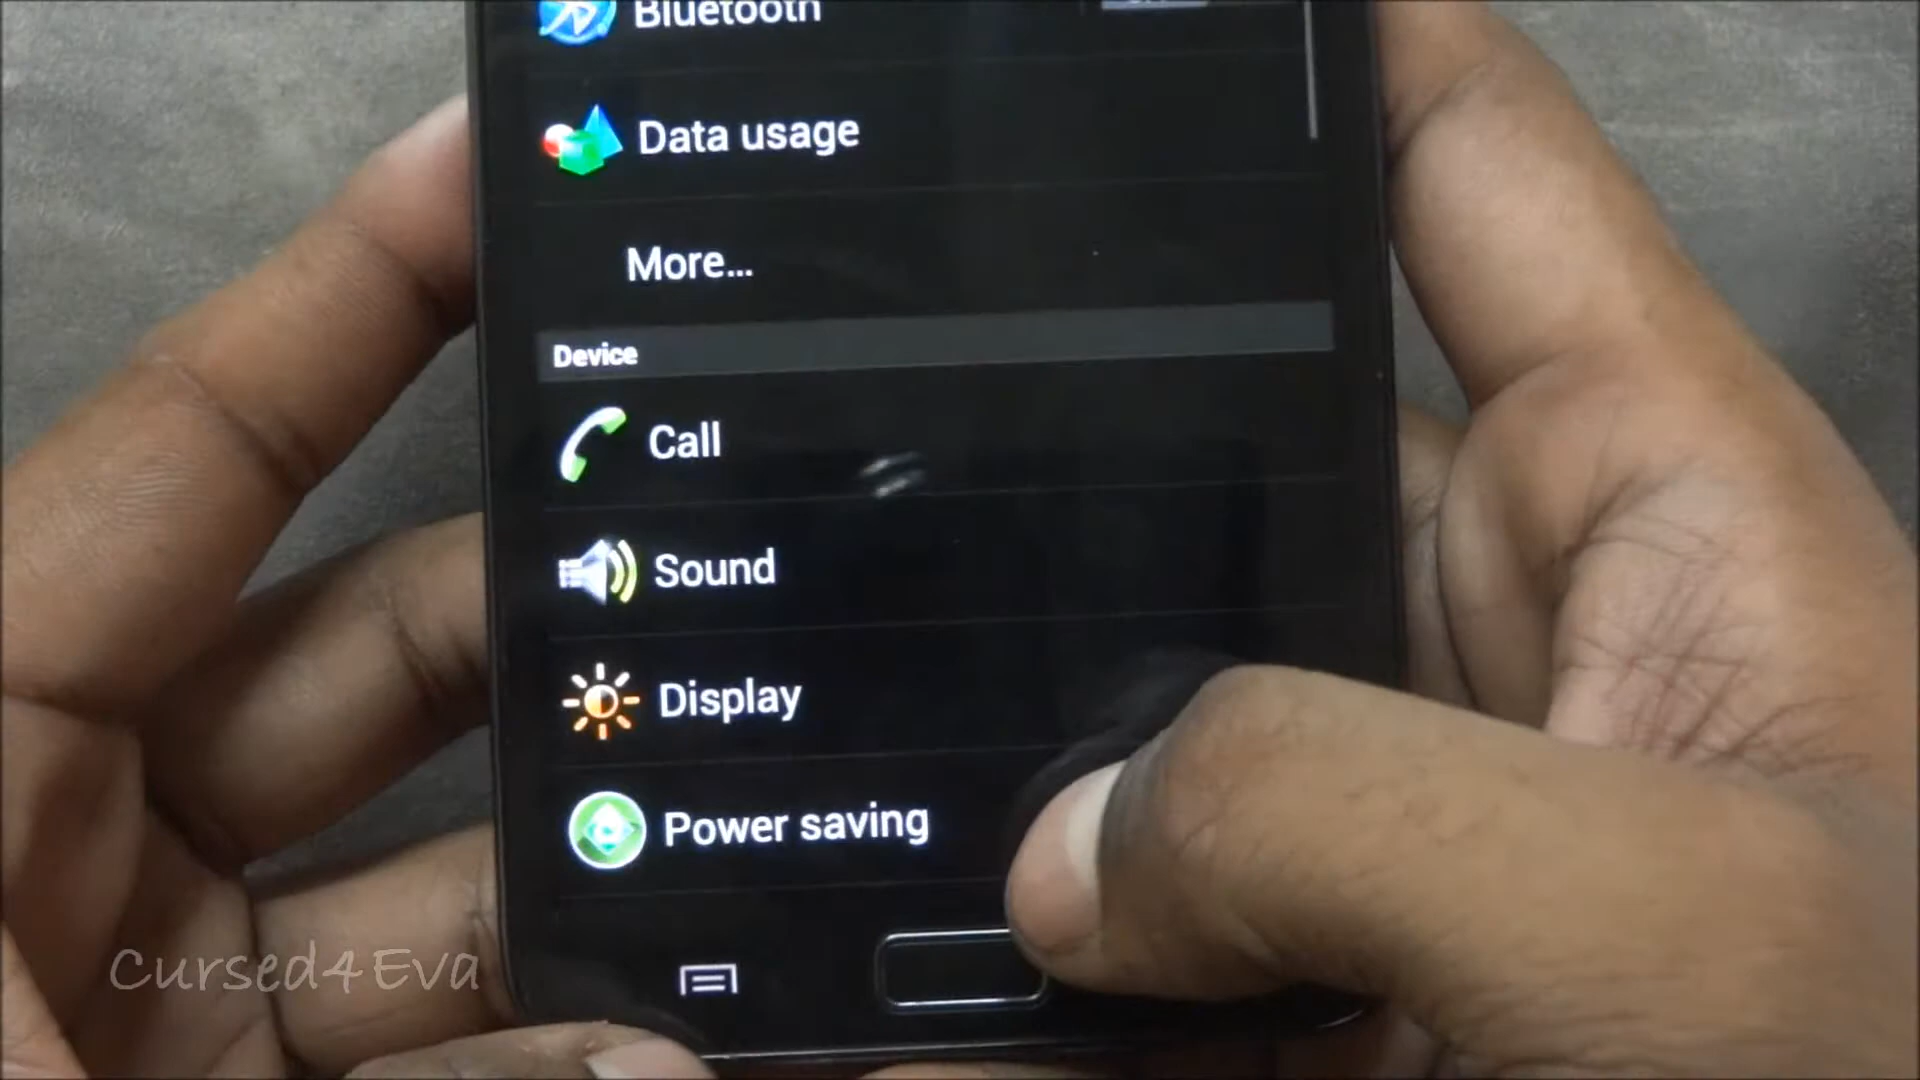 Bluetooth
Data usage
More...
Device
Call
Sound
Display
Power saving
Cursed4Eva